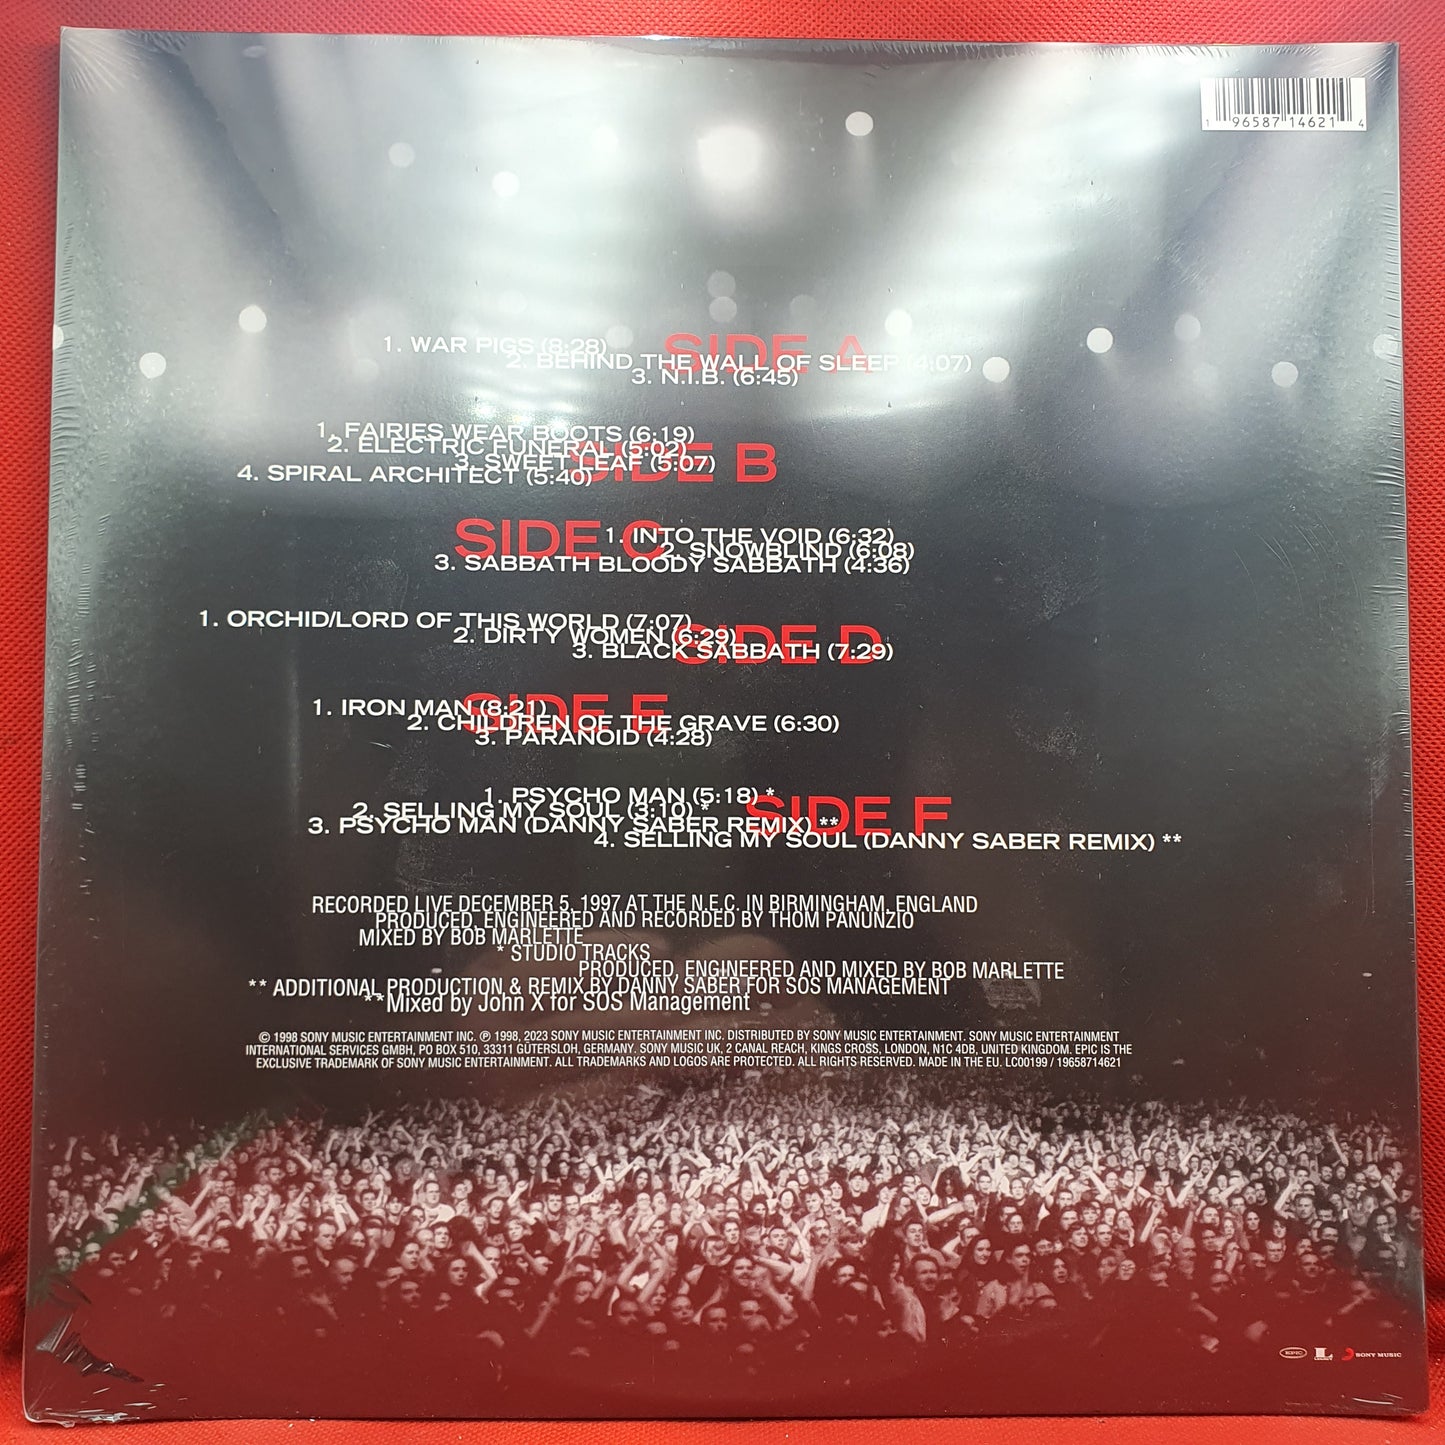 1 96587 14621 4
SIDE A
1. WAR PIGS (8:28)
2. BEHIND THE WALL OF SLEEP (4:07)
3. N.I.B. (6:45)
SIDE B
1. FAIRIES WEAR BOOTS (6:19)
2. ELECTRIC FUNERAL (5:02)
3. SWEET LEAF (5:07)
4. SPIRAL ARCHITECT (5:40)
SIDE C
1. INTO THE VOID (6:32)
2. SNOWBLIND (6:08)
3. SABBATH BLOODY SABBATH (4:36)
SIDE D
1. ORCHID/LORD OF THIS WORLD (7:07)
2. DIRTY WOMEN (6:29)
3. BLACK SABBATH (7:29)
SIDE E
1. IRON MAN (8:21)
2. CHILDREN OF THE GRAVE (6:30)
3. PARANOID (4:28)
SIDE F
1. PSYCHO MAN (5:18) *
2. SELLING MY SOUL (3:10) *
3. PSYCHO MAN (DANNY SABER REMIX) **
4. SELLING MY SOUL (DANNY SABER REMIX) **
RECORDED LIVE DECEMBER 5, 1997 AT THE N.E.C. IN BIRMINGHAM, ENGLAND
PRODUCED, ENGINEERED AND RECORDED BY THOM PANUNZIO
MIXED BY BOB MARLETTE
* STUDIO TRACKS
PRODUCED, ENGINEERED AND MIXED BY BOB MARLETTE
** ADDITIONAL PRODUCTION & REMIX BY DANNY SABER FOR SOS MANAGEMENT
**Mixed by John X for SOS Management
© 1998 SONY MUSIC ENTERTAINMENT INC. ℗ 1998, 2023 SONY MUSIC ENTERTAINMENT INC. DISTRIBUTED BY SONY MUSIC ENTERTAINMENT. SONY MUSIC ENTERTAINMENT
INTERNATIONAL SERVICES GMBH, PO BOX 510, 33311 GÜTERSLOH, GERMANY. SONY MUSIC UK, 2 CANAL REACH, KINGS CROSS, LONDON, N1C 4DB, UNITED KINGDOM. EPIC IS THE
EXCLUSIVE TRADEMARK OF SONY MUSIC ENTERTAINMENT. ALL TRADEMARKS AND LOGOS ARE PROTECTED. ALL RIGHTS RESERVED. MADE IN THE EU. LC00199 / 19658714621
EPIC L LEGACY SONY MUSIC